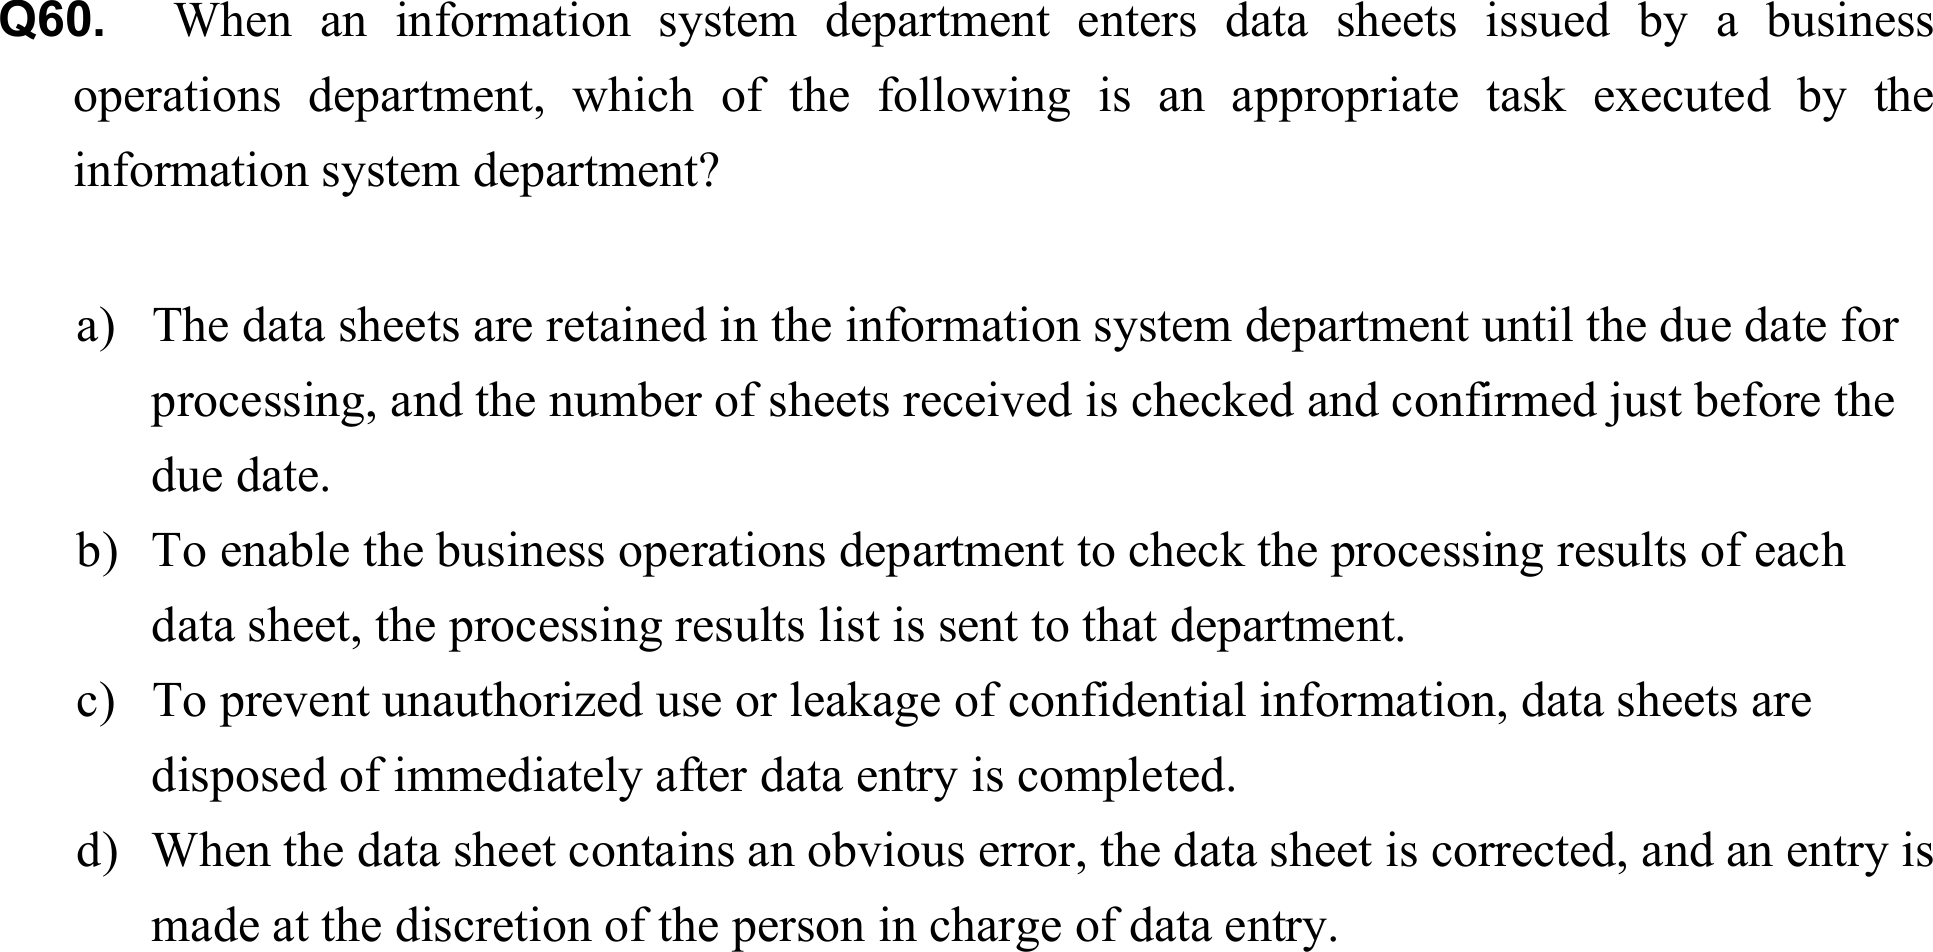 Q60. When an information system department enters data sheets issued by a business
operations department, which of the following is an appropriate task executed by the
information system department?
a) The data sheets are retained in the information system department until the due date for
processing, and the number of sheets received is checked and confirmed just before the
due date.
b) To enable the business operations department to check the processing results of each
data sheet, the processing results list is sent to that department.
c) To prevent unauthorized use or leakage of confidential information, data sheets are
disposed of immediately after data entry is completed.
d) When the data sheet contains an obvious error, the data sheet is corrected, and an entry is
made at the discretion of the person in charge of data entry.